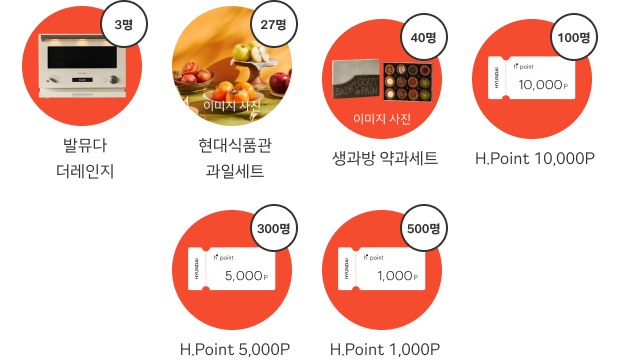 3명
27명
40명
100명
이미지 사진
GOUT
SALON
de PAIN
이미지 사진
HYUNDAI
h point
10,000P
발뮤다
더레인지
현대식품관
과일세트
생과방 약과세트
H.Point 10,000P
300명
500명
HYUNDAI
h point
5,000P
HYUNDAI
h point
1,000P
H.Point 5,000P
H.Point 1,000P